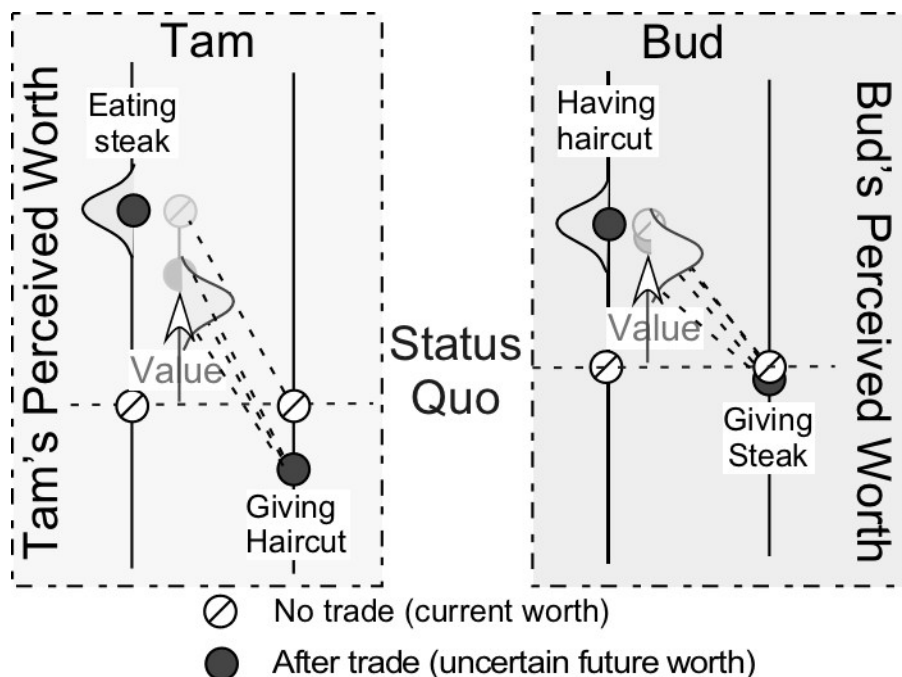 Tam
Tam's Perceived Worth
Eating
steak
Value
Giving
Haircut
Status
Quo
Bud
Having
haircut
Value
Giving
Steak
Bud's Perceived Worth
No trade (current worth)
After trade (uncertain future worth)